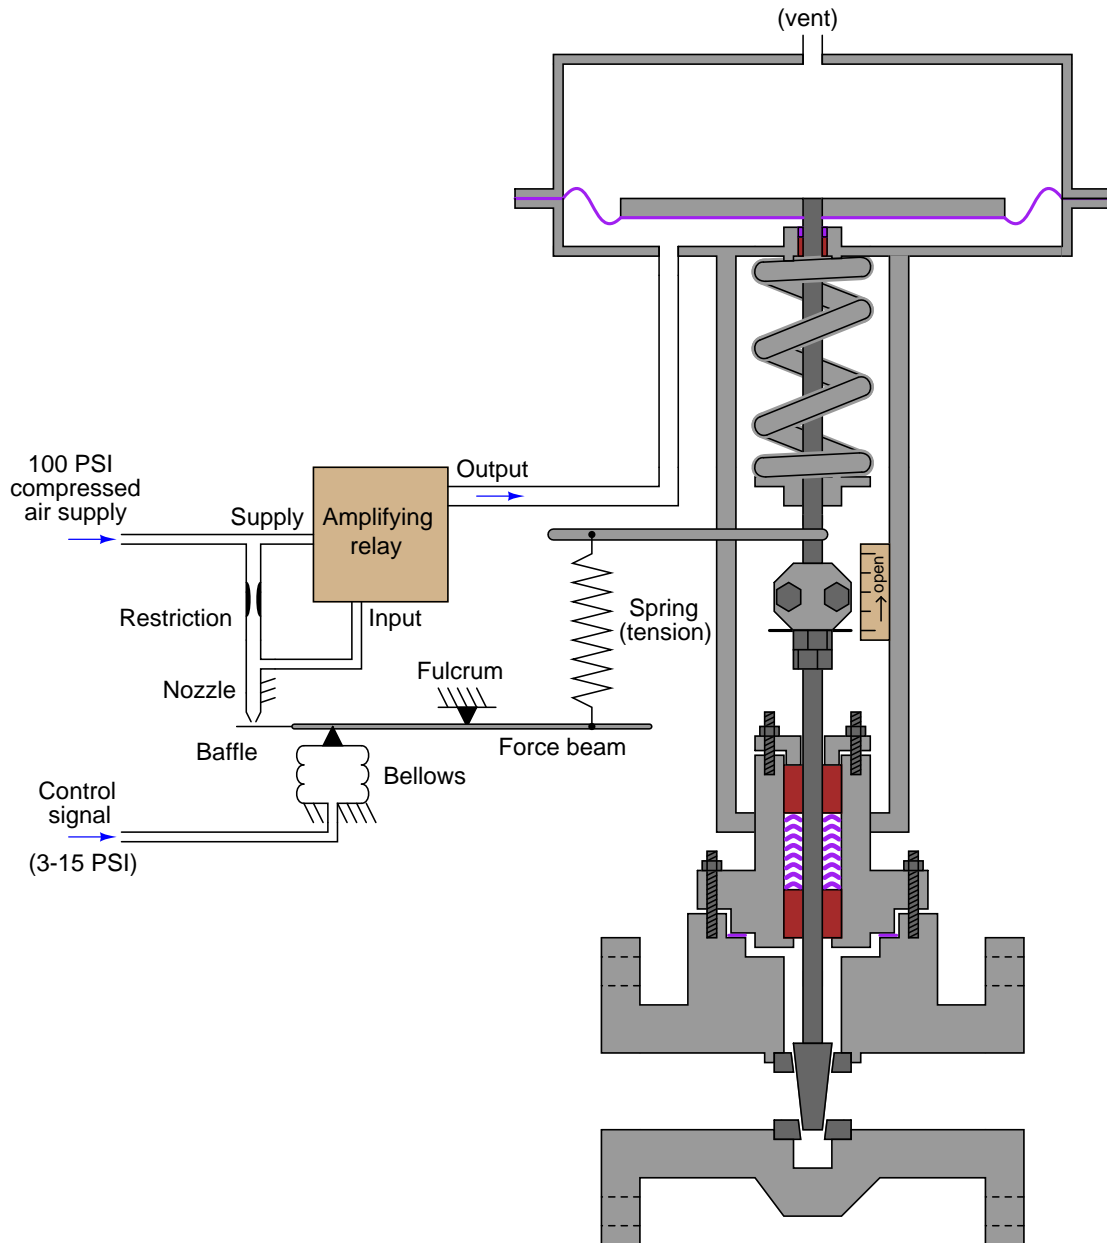 (vent)
100 PSI
compressed
air supply
Supply
Amplifying
relay
Output
Restriction
Input
Nozzle
Fulcrum
Spring
(tension)
open
Baffle
Force beam
Bellows
Control
signal
(3-15 PSI)